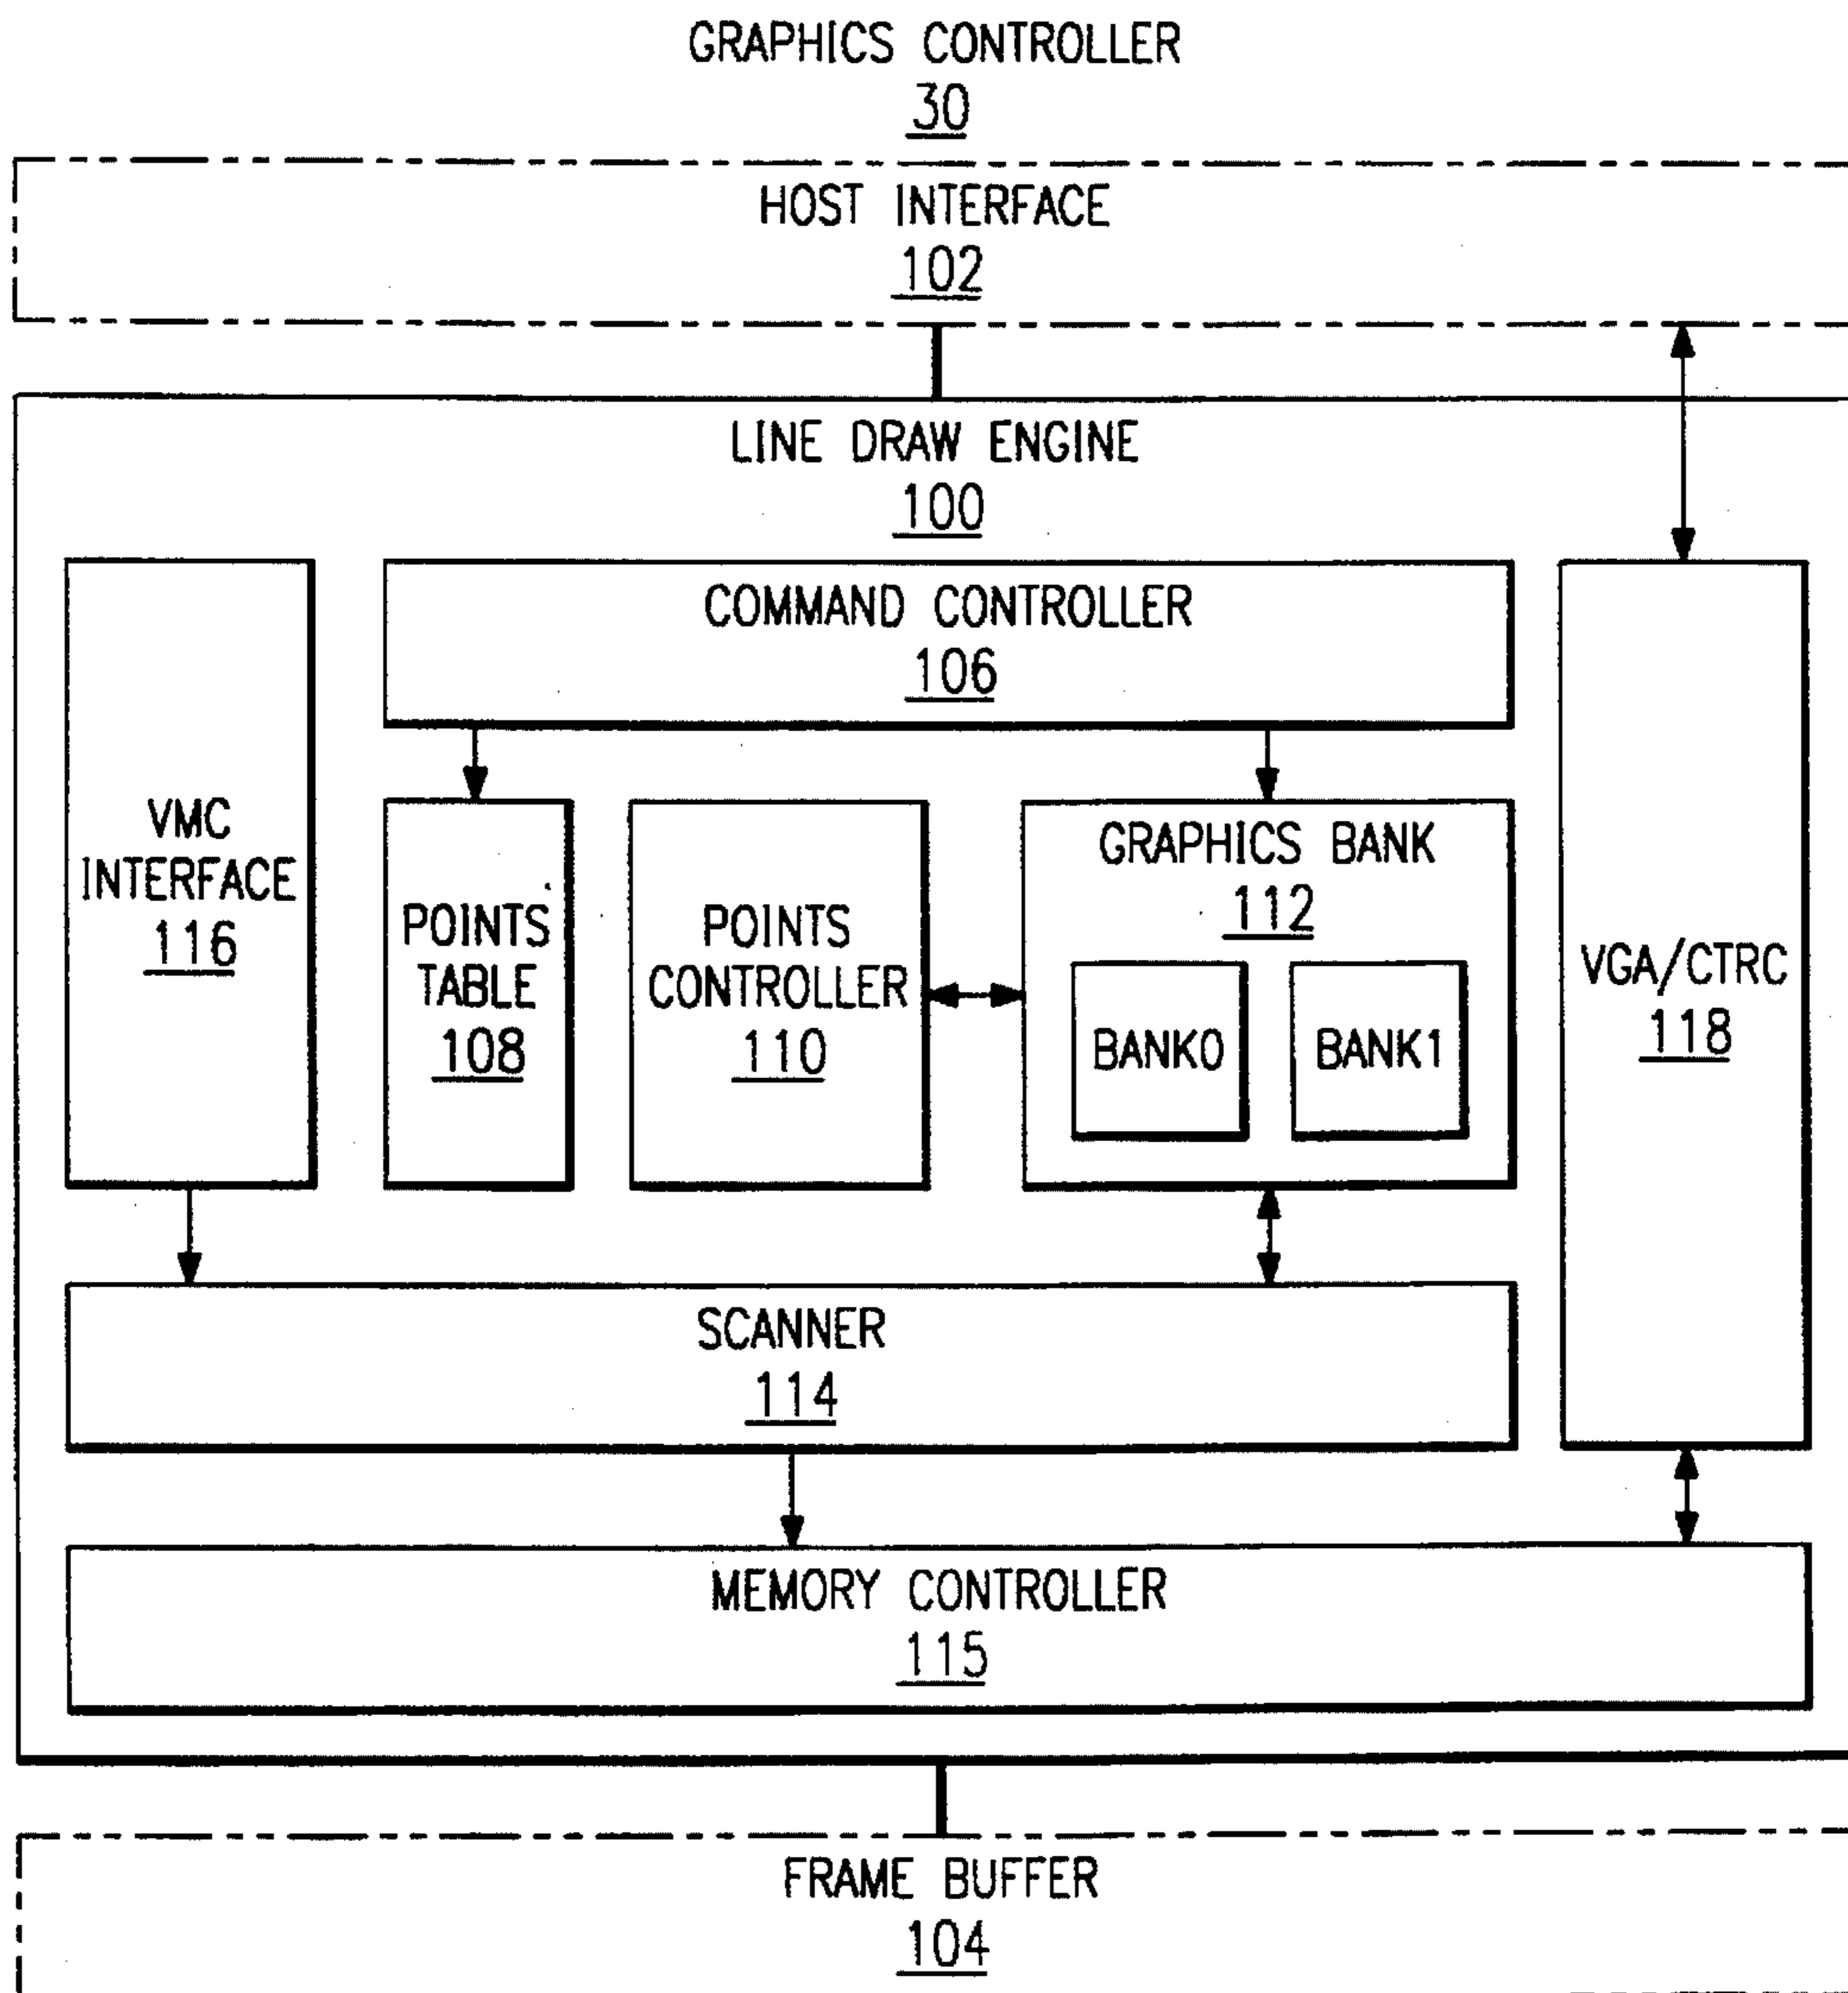 GRAPHICS CONTROLLER
30
HOST INTERFACE
102
LINE DRAW ENGINE
100
COMMAND CONTROLLER
106
VMC
INTERFACE
116
POINTS
TABLE
108
POINTS
CONTROLLER
110
GRAPHICS BANK
112
BANK0
BANK1
VGA/CTRC
118
SCANNER
114
MEMORY CONTROLLER
115
FRAME BUFFER
104